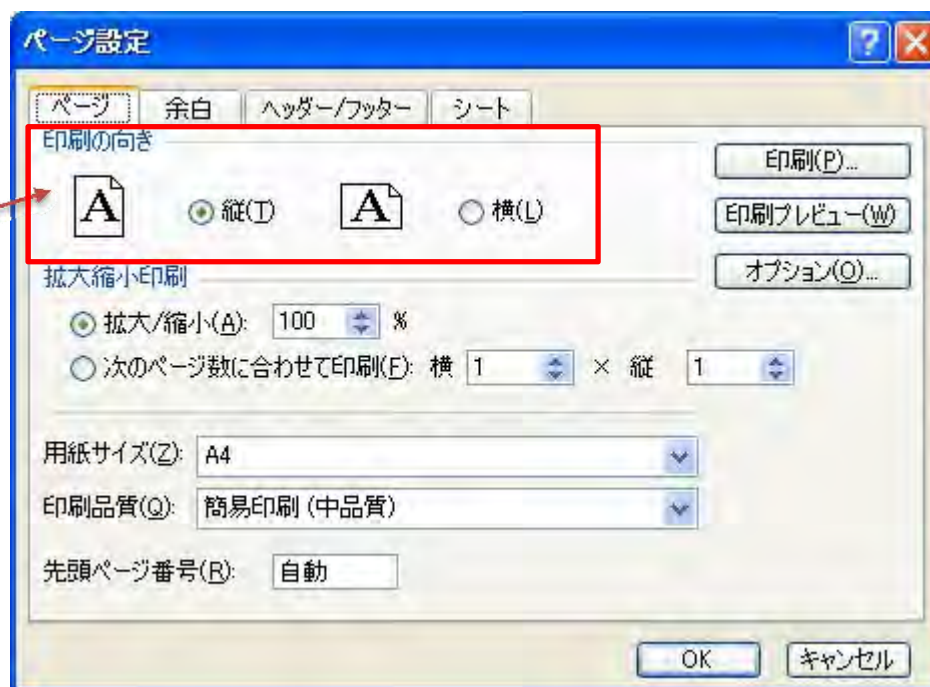 ページ設定
ページ 余白 ヘッダー/フッター シート
印刷の向き
印刷(P)...
A 縦(T) A 横(L)
印刷プレビュー(W)
拡大縮小印刷
オプション(O)...
拡大/縮小(A): 100 %
次のページ数に合わせて印刷(F): 横 1 × 縦 1
用紙サイズ(Z): A4
印刷品質(Q): 簡易印刷 (中品質)
先頭ページ番号(R): 自動
OK キャンセル